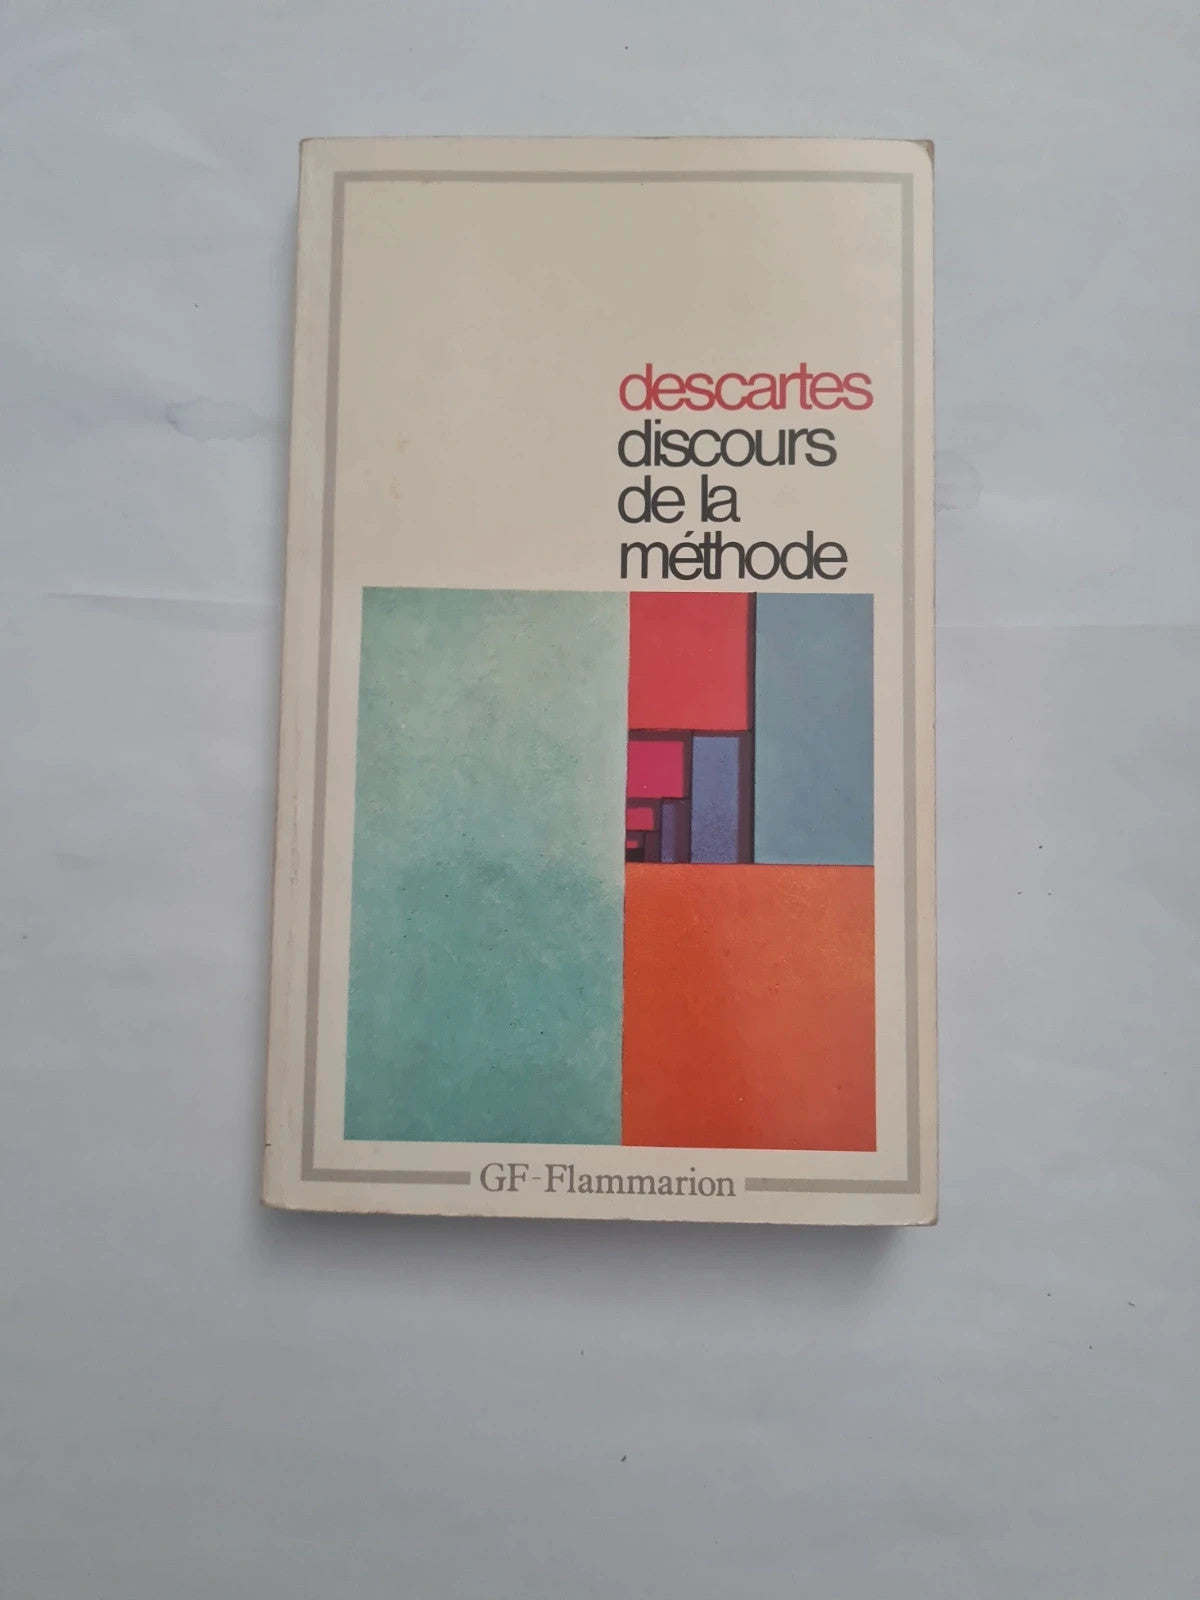 descartes
discours
de la
méthode
GF-Flammarion